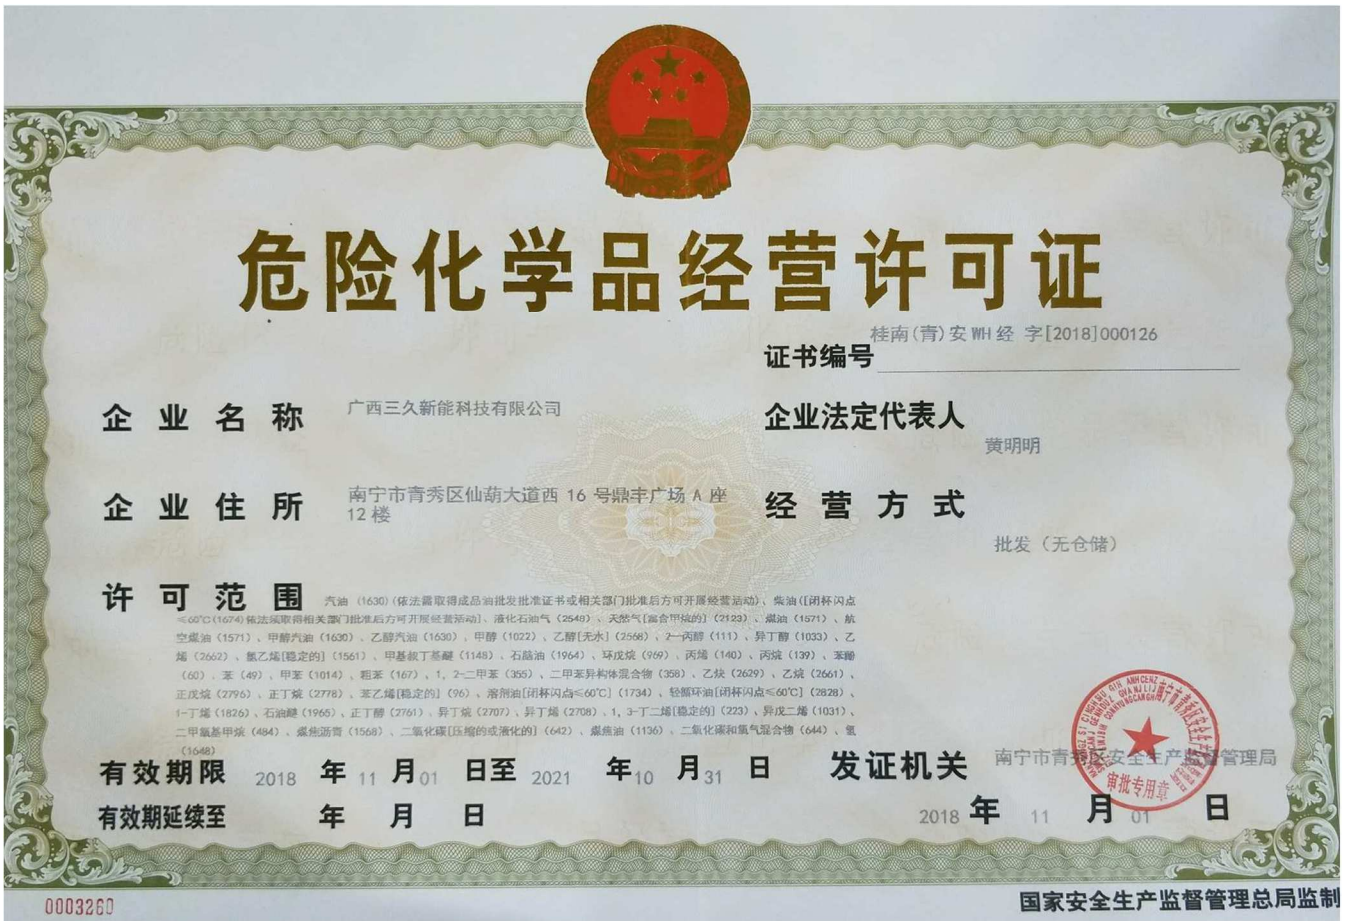 危险化学品经营许可证
桂南(青)安WH经 字[2018]000126
证书编号
企业名称 广西三久新能科技有限公司
企业法定代表人
黄明明
企业住所 南宁市青秀区仙葫大道西 16 号鼎丰广场 A 座
12 楼
经营方式
批发（无仓储）
许可范围 汽油（1630)(依法需取得成品油批发批准证书或相关部门批准后方可开展经营活动)、柴油([闭杯闪点
≤60℃(1674)依法须取得相关部门批准后方可开展经营活动]、液化石油气（2548）、天然气[富含甲烷的]（2123）、煤油（1571）、航
空煤油（1571）、甲醇汽油（1630）、乙醇汽油（1630）、甲醇（1022）、乙醇[无水]（2568）、2-丙醇（111）、异丁醇（1033）、乙
烯（2662）、氯乙烯[稳定的]（1561）、甲基叔丁基醚（1148）、石脑油（1964）、环戊烷（969）、丙烯（140）、丙烷（139）、苯酚
（60）、苯（49）、甲苯（1014）、粗苯（167）、1，2-二甲苯（355）、二甲苯异构体混合物（358）、乙炔（2629）、乙烷（2661）、
正戊烷（2796）、正丁烷（2778）、苯乙烯[稳定的]（96）、溶剂油[闭杯闪点≤60℃]（1734）、轻循环油[闭杯闪点≤60℃]（2828）、
1-丁烯（1826）、石油醚（1965）、正丁醇（2761）、异丁烷（2707）、异丁烯（2708）、1，3-丁二烯[稳定的]（223）、异戊二烯（1031）、
二甲氧基甲烷（484）、煤焦沥青（1568）、二氧化碳[压缩的或液化的]（642）、煤焦油（1136）、二氧化碳和氧气混合物（644）、氢
（1648）
有效期限 2018 年 11 月 01 日至 2021 年 10 月 31 日
发证机关 南宁市青秀区安全生产监督管理局
审批专用章
有效期延续至 年 月 日
2018 年 11 月 01 日
0003260
国家安全生产监督管理总局监制